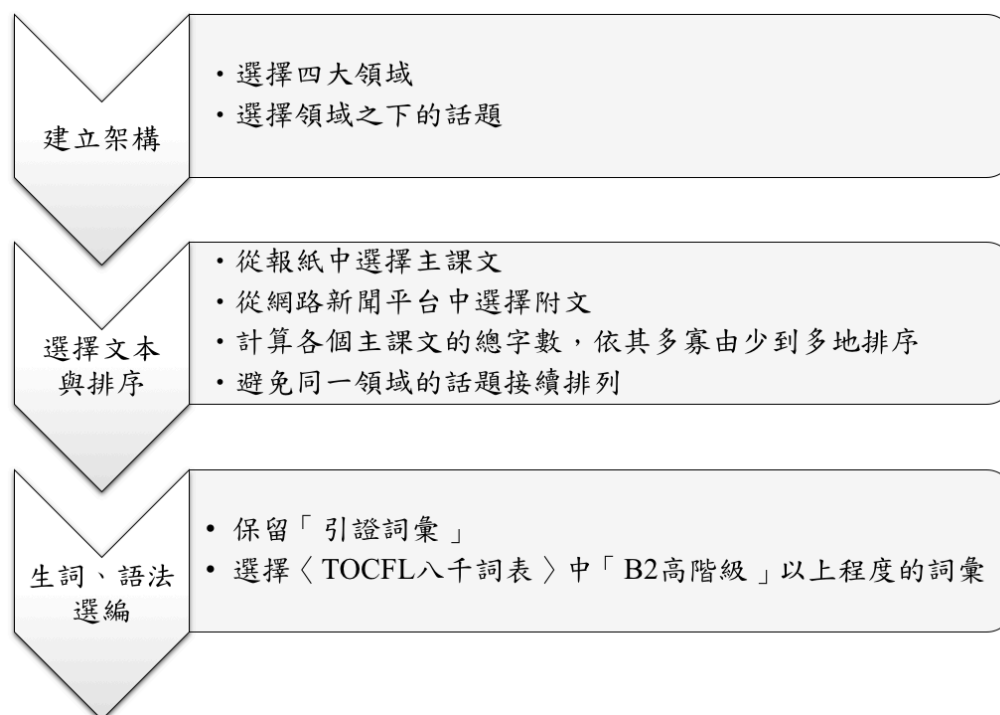 建立架構
・選擇四大領域
・選擇領域之下的話題
選擇文本
與排序
・從報紙中選擇主課文
・從網路新聞平台中選擇附文
・計算各個主課文的總字數，依其多寡由少到多地排序
・避免同一領域的話題接續排列
生詞、語法
選編
• 保留「引證詞彙」
• 選擇〈TOCFL八千詞表〉中「B2高階級」以上程度的詞彙